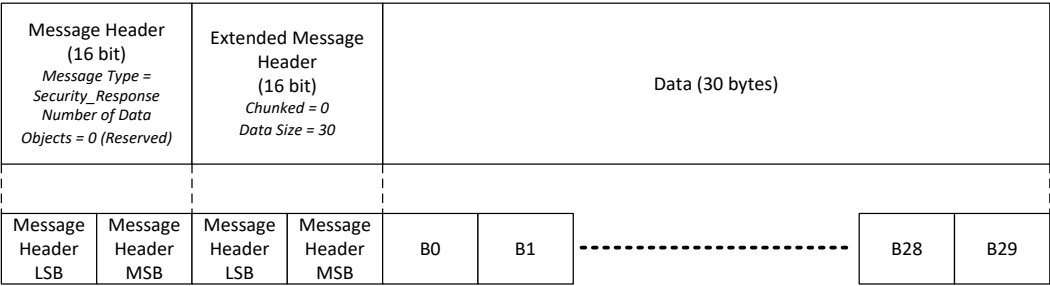 Message Header
(16 bit)
Message Type =
Security_Response
Number of Data
Objects = 0 (Reserved)
Extended Message
Header
(16 bit)
Chunked = 0
Data Size = 30
Data (30 bytes)
Message
Header
LSB
Message
Header
MSB
Message
Header
LSB
Message
Header
MSB
B0
B1
B28
B29